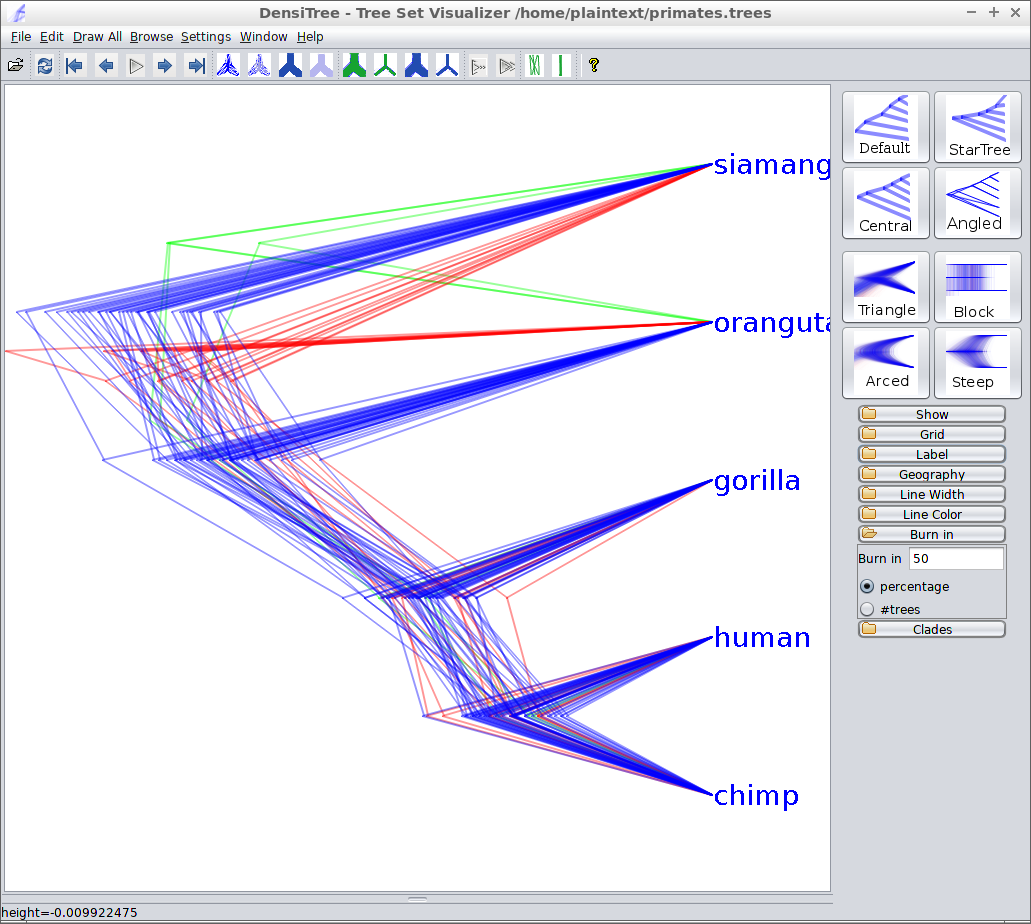 DensiTree - Tree Set Visualizer /home/plaintext/primates.trees
File Edit Draw All Browse Settings Window Help
?
siamang
Default
StarTree
Central
Angled
oranguta
Triangle
Block
Arced
Steep
Show
Grid
Label
Geography
gorilla
Line Width
Line Color
Burn in
Burn in 50
percentage
#trees
Clades
human
chimp
height=-0.009922475